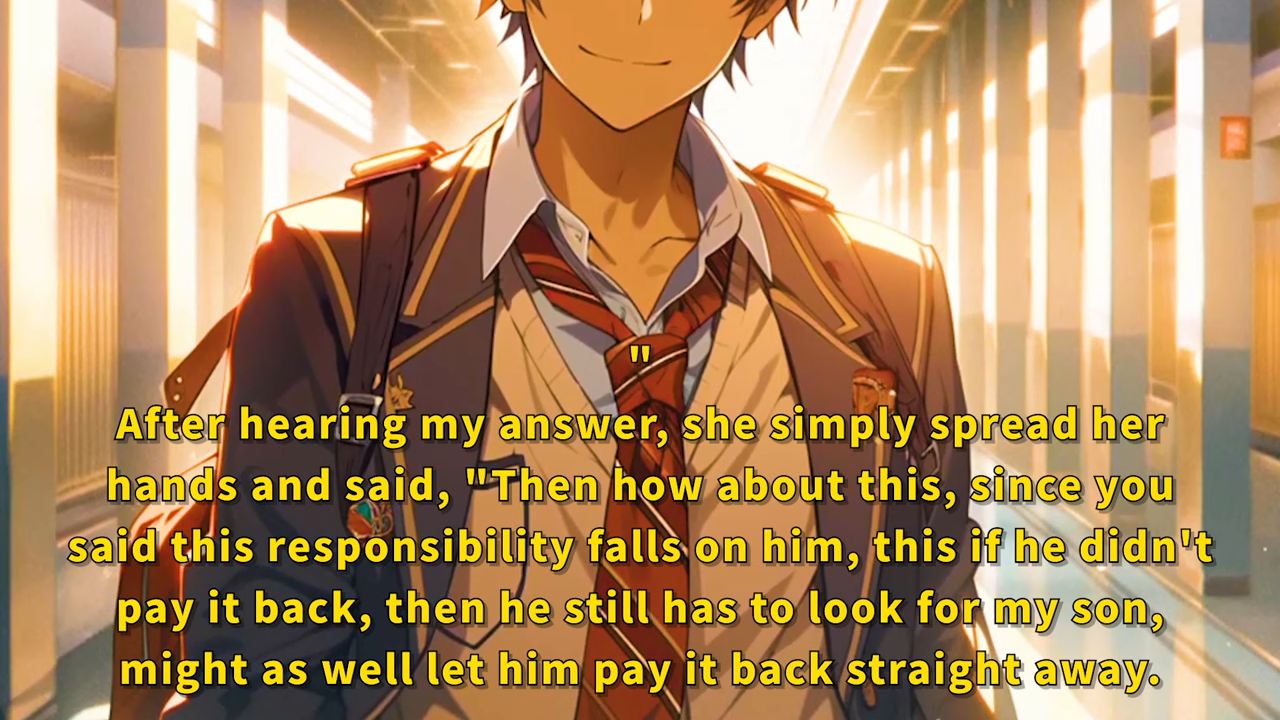 "
After hearing my answer, she simply spread her
hands and said, "Then how about this, since you
said this responsibility falls on him, this if he didn't
pay it back, then he still has to look for my son,
might as well let him pay it back straight away.